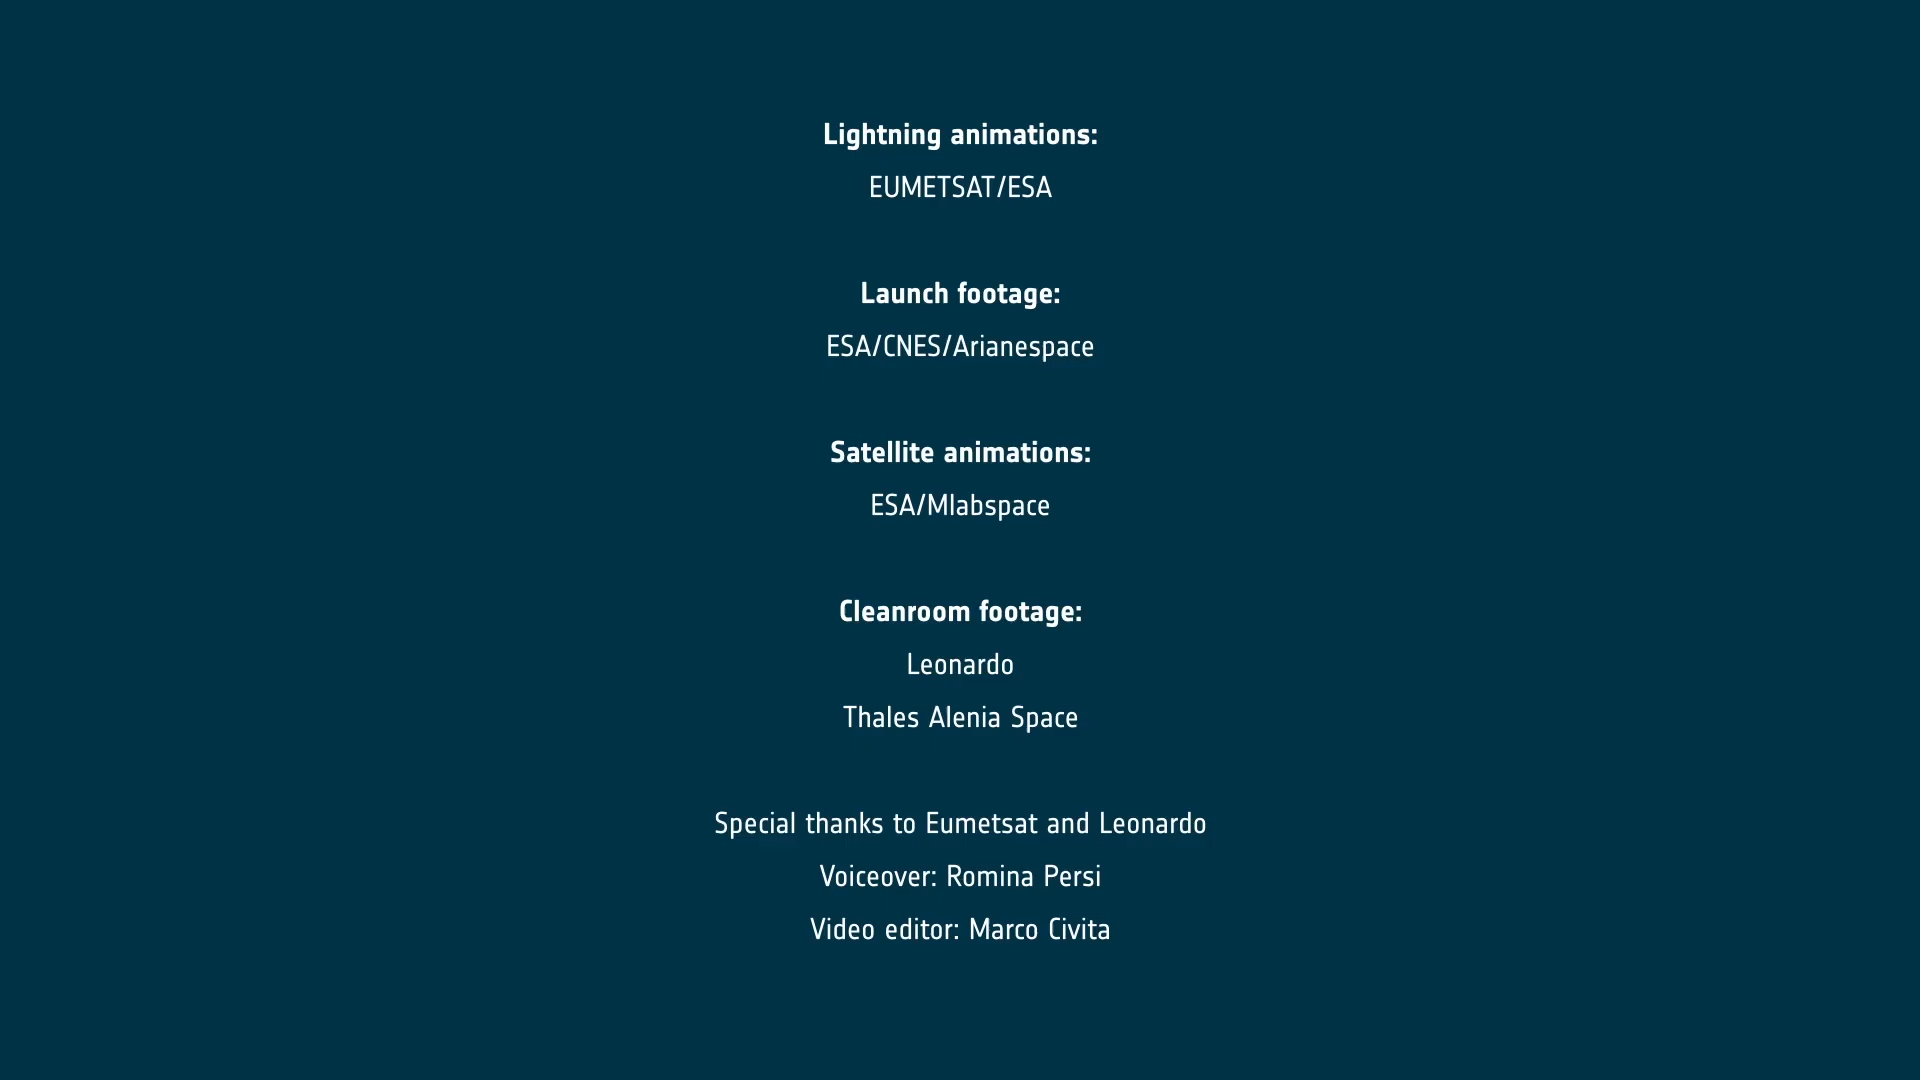 Lightning animations:
EUMETSAT/ESA
Launch footage:
ESA/CNES/Arianespace
Satellite animations:
ESA/Mlabspace
Cleanroom footage:
Leonardo
Thales Alenia Space
Special thanks to Eumetsat and Leonardo
Voiceover: Romina Persi
Video editor: Marco Civita